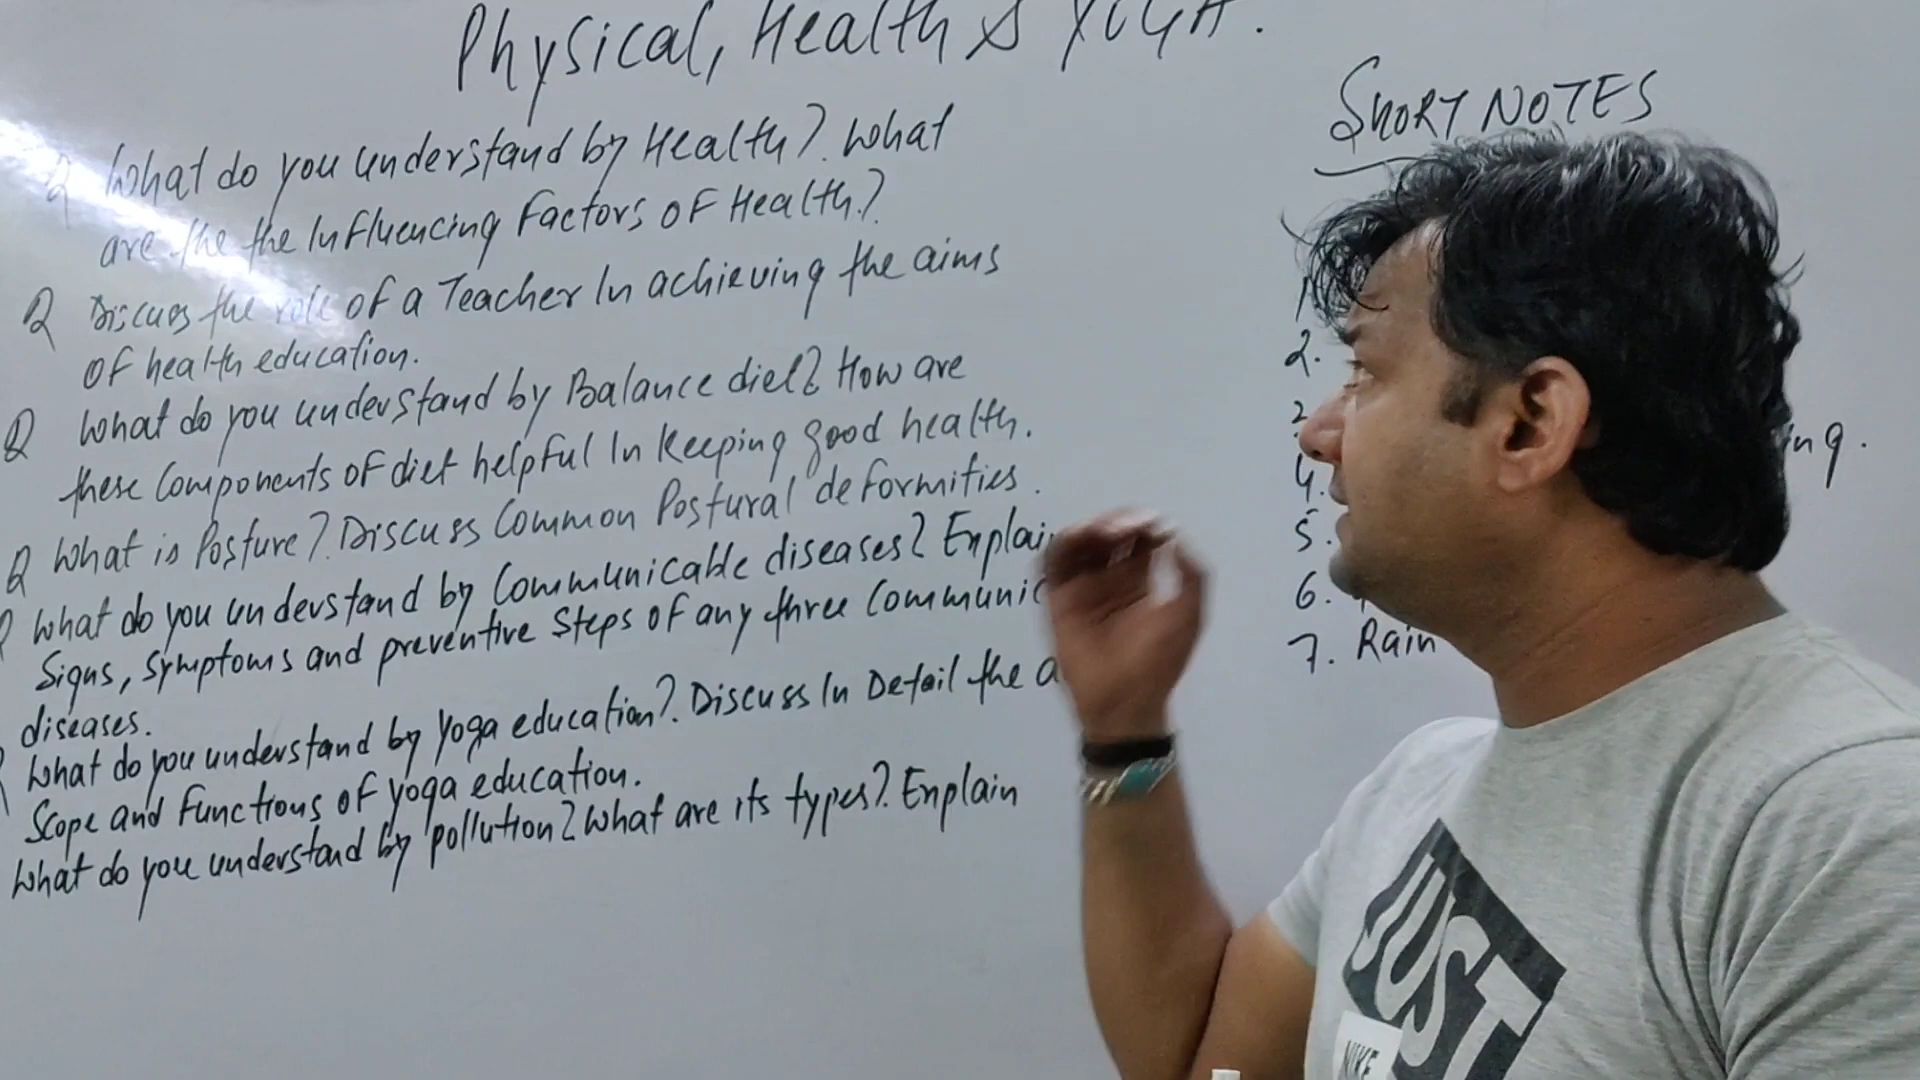 Physical, Health & YOGA.
Q What do you understand by Health? What
are the the Influencing Factors of Health?
Q Discuss the role of a Teacher In achieving the aims
of health education.
Q What do you understand by Balance diet? How are
these Components of diet helpful In keeping good health.
Q What is Posture? Discuss Common Postural deformities.
Q What do you understand by Communicable diseases? Explain
Signs, symptoms and preventive Steps of any three Communic
diseases.
What do you understand by Yoga education? Discuss In Detail the a
Scope and Functions of yoga education.
What do you understand by pollution? What are its types? Explain
SHORT NOTES
1
2.
4.
ing.
5.
6.
7. Rain
JUST
NIKE